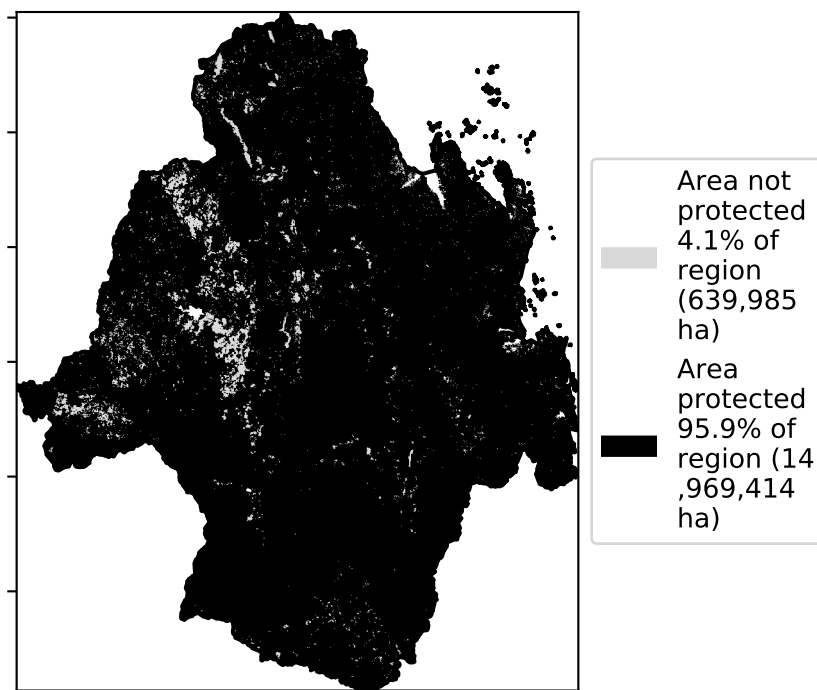 Area not
protected
4.1% of
region
(639,985
ha)
Area
protected
95.9% of
region (14
,969,414
ha)